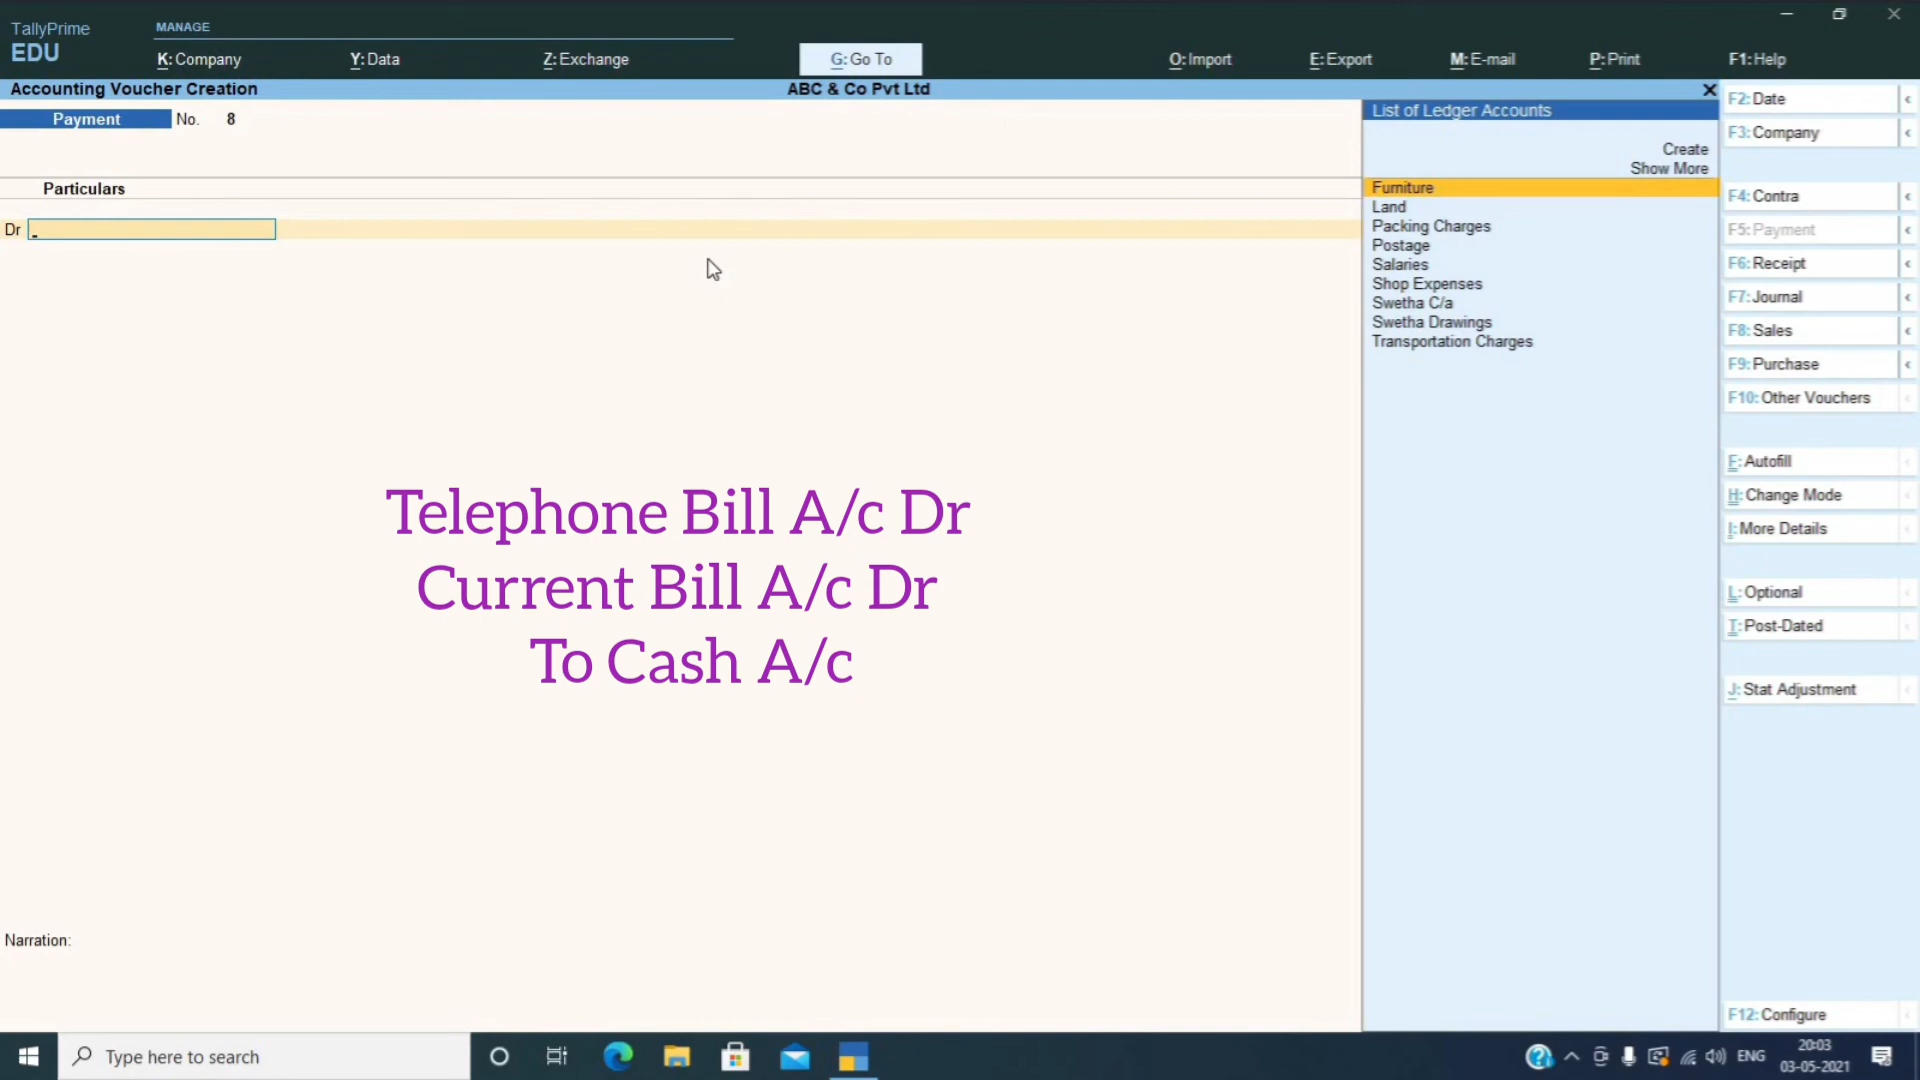 TallyPrime
EDU
MANAGE
K: Company
Y: Data
Z: Exchange
G: Go To
O: Import
E: Export
M: E-mail
P: Print
F1: Help
Accounting Voucher Creation
ABC & Co Pvt Ltd
Payment No. 8
Particulars
Dr
List of Ledger Accounts
Create
Show More
Furniture
Land
Packing Charges
Postage
Salaries
Shop Expenses
Swetha C/a
Swetha Drawings
Transportation Charges
F2: Date
F3: Company
F4: Contra
F5: Payment
F6: Receipt
F7: Journal
F8: Sales
F9: Purchase
F10: Other Vouchers
F: Autofill
H: Change Mode
I: More Details
L: Optional
T: Post-Dated
J: Stat Adjustment
F12: Configure
Telephone Bill A/c Dr
Current Bill A/c Dr
To Cash A/c
Narration:
Type here to search
ENG
20:03
03-05-2021